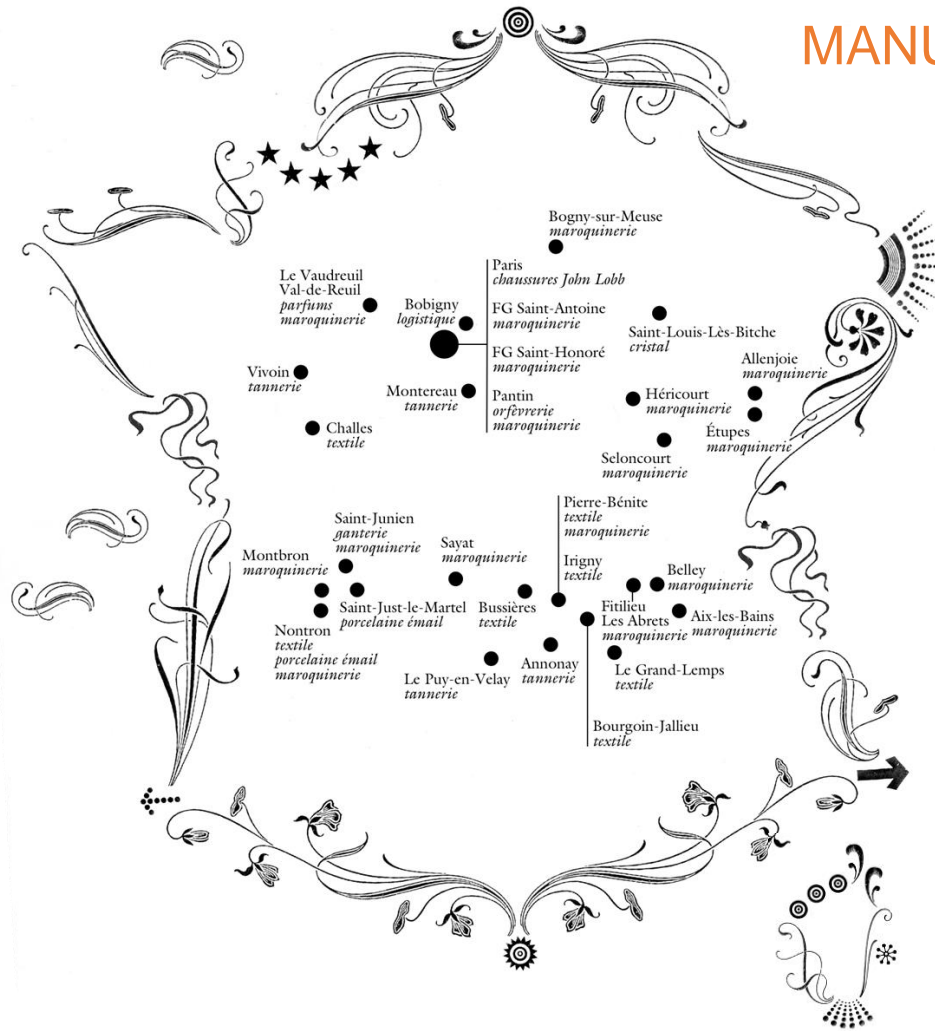 MANU
Bogny-sur-Meuse
maroquinerie
Le Vaudreuil
Val-de-Reuil
parfums
maroquinerie
Bobigny
logistique
Paris
chaussures John Lobb
FG Saint-Antoine
maroquinerie
FG Saint-Honoré
maroquinerie
Pantin
orfèvrerie
maroquinerie
Saint-Louis-Lès-Bitche
cristal
Allenjoie
maroquinerie
Vivoin
tannerie
Montereau
tannerie
Héricourt
maroquinerie
Challes
textile
Étupes
maroquinerie
Seloncourt
maroquinerie
Pierre-Bénite
textile
maroquinerie
Irigny
textile
Saint-Junien
ganterie
maroquinerie
Sayat
maroquinerie
Montbron
maroquinerie
Belley
maroquinerie
Saint-Just-le-Martel
porcelaine émail
Bussières
textile
Fitilieu
Les Abrets
maroquinerie
Aix-les-Bains
maroquinerie
Nontron
textile
porcelaine émail
maroquinerie
Le Puy-en-Velay
tannerie
Annonay
tannerie
Le Grand-Lemps
textile
Bourgoin-Jallieu
textile